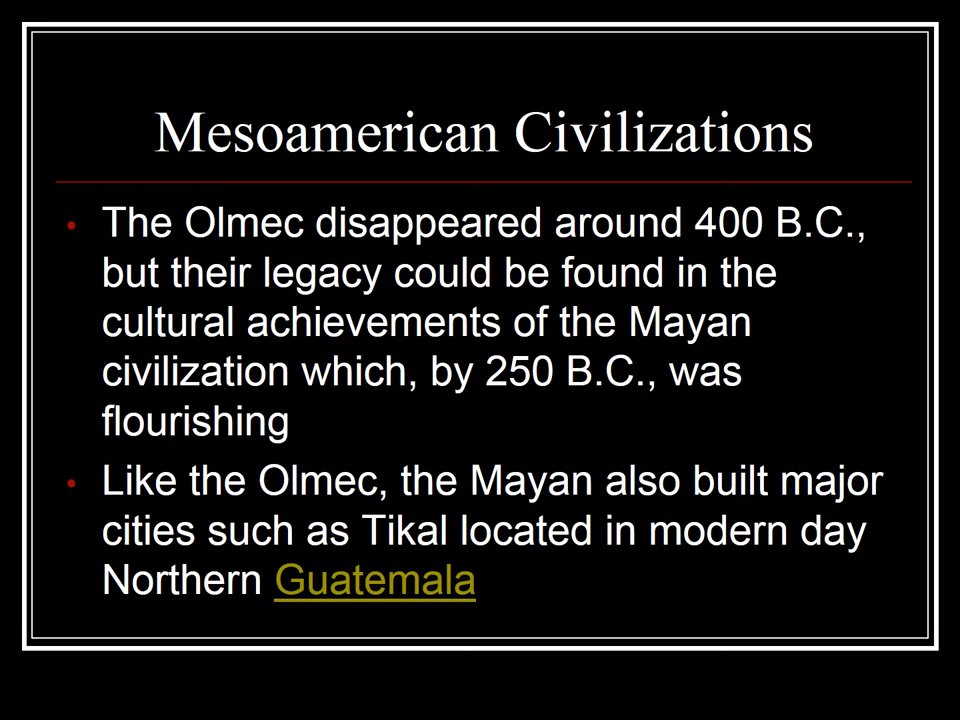 Mesoamerican Civilizations
• The Olmec disappeared around 400 B.C.,
but their legacy could be found in the
cultural achievements of the Mayan
civilization which, by 250 B.C., was
flourishing
• Like the Olmec, the Mayan also built major
cities such as Tikal located in modern day
Northern Guatemala